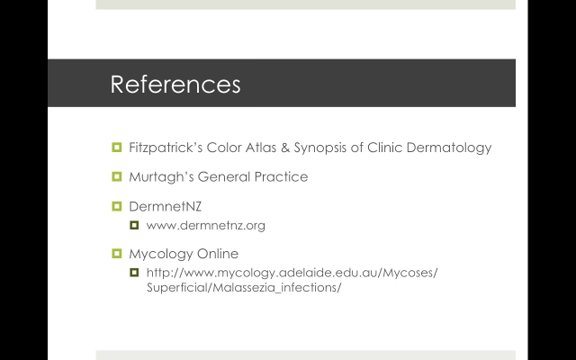 References
Fitzpatrick's Color Atlas & Synopsis of Clinic Dermatology
Murtagh's General Practice
DermnetNZ
www.dermnetnz.org
Mycology Online
http://www.mycology.adelaide.edu.au/Mycoses/
Superficial/Malassezia_infections/